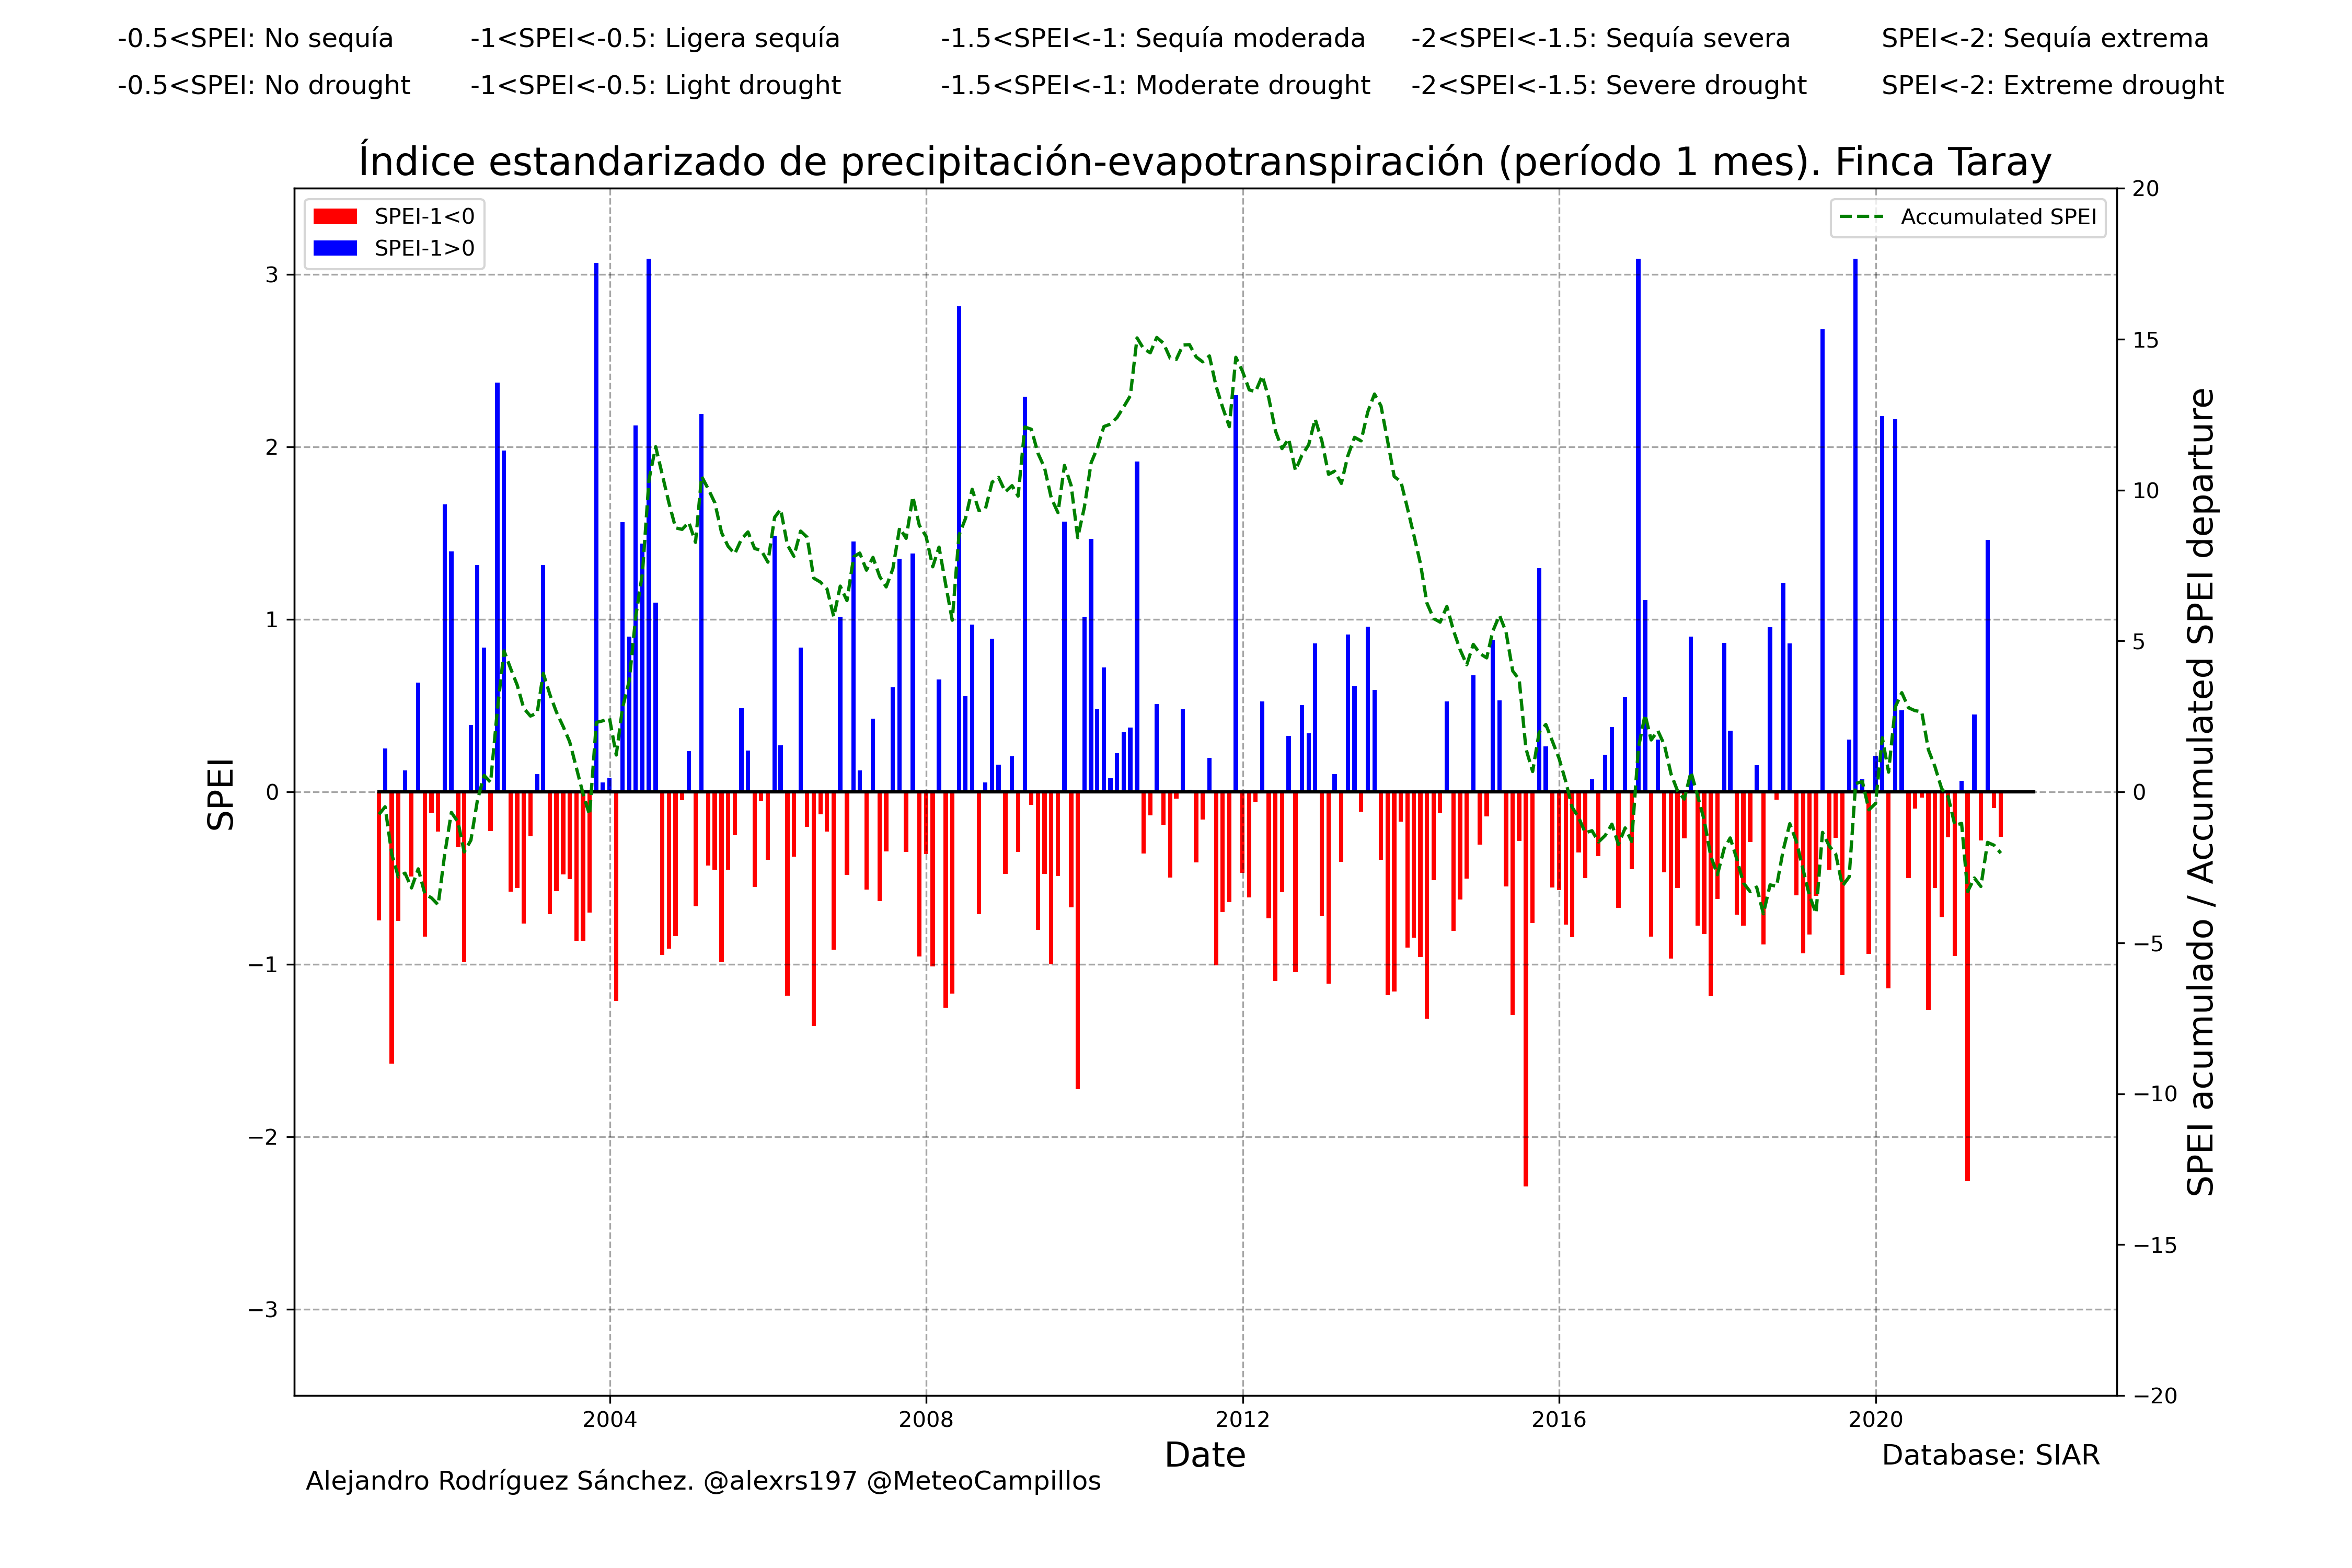 -0.5<SPEI: No sequía -1<SPEI<-0.5: Ligera sequía -1.5<SPEI<-1: Sequía moderada -2<SPEI<-1.5: Sequía severa SPEI<-2: Sequía extrema
-0.5<SPEI: No drought -1<SPEI<-0.5: Light drought -1.5<SPEI<-1: Moderate drought -2<SPEI<-1.5: Severe drought SPEI<-2: Extreme drought
Índice estandarizado de precipitación-evapotranspiración (período 1 mes). Finca Taray
SPEI-1<0
SPEI-1>0
Accumulated SPEI
SPEI
3
2
1
0
−1
−2
−3
20
15
10
5
0
−5
−10
−15
−20
SPEI acumulado / Accumulated SPEI departure
2004 2008 2012 2016 2020
Date
Database: SIAR
Alejandro Rodríguez Sánchez. @alexrs197 @MeteoCampillos